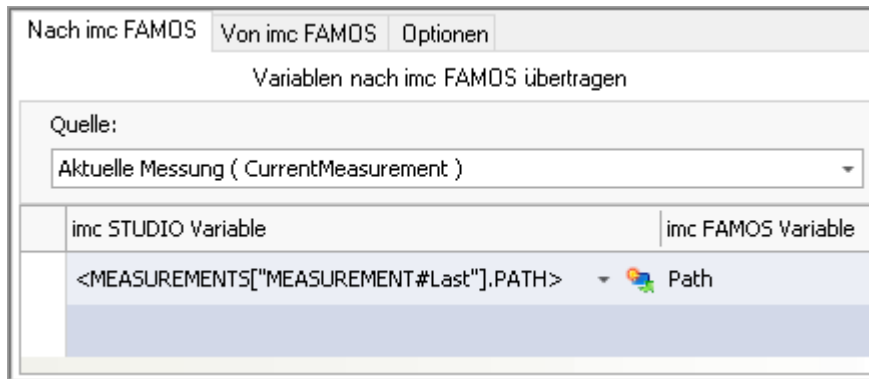 Nach imc FAMOS Von imc FAMOS Optionen
Variablen nach imc FAMOS übertragen
Quelle:
Aktuelle Messung ( CurrentMeasurement )
imc STUDIO Variable imc FAMOS Variable
<MEASUREMENTS["MEASUREMENT#Last"].PATH> Path